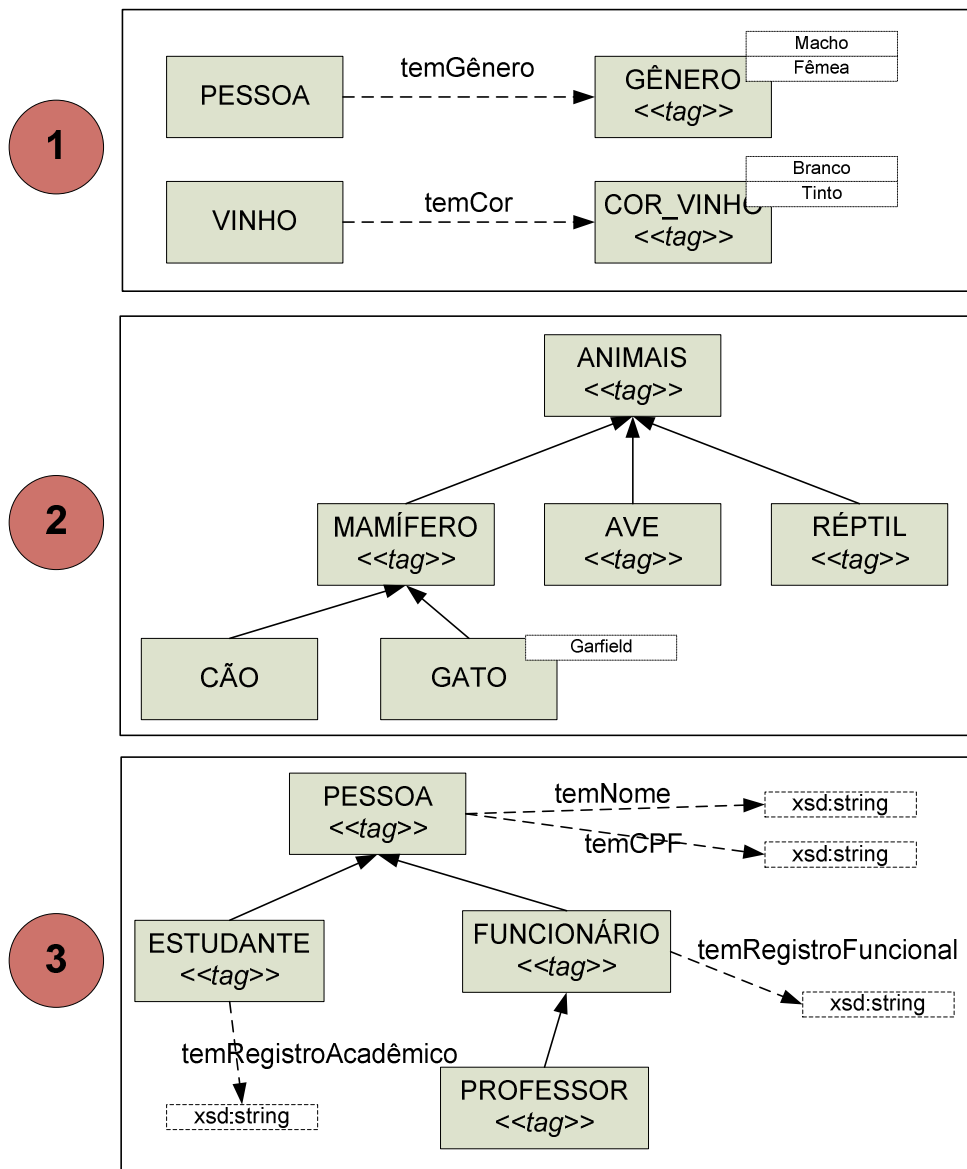 1
PESSOA
temGênero
GÊNERO
<<tag>>
Macho
Fêmea
VINHO
temCor
COR_VINHO
<<tag>>
Branco
Tinto
2
ANIMAIS
<<tag>>
MAMÍFERO
<<tag>>
AVE
<<tag>>
RÉPTIL
<<tag>>
CÃO
GATO
Garfield
3
PESSOA
<<tag>>
temNome
xsd:string
temCPF
xsd:string
ESTUDANTE
<<tag>>
FUNCIONÁRIO
<<tag>>
temRegistroFuncional
xsd:string
temRegistroAcadêmico
xsd:string
PROFESSOR
<<tag>>